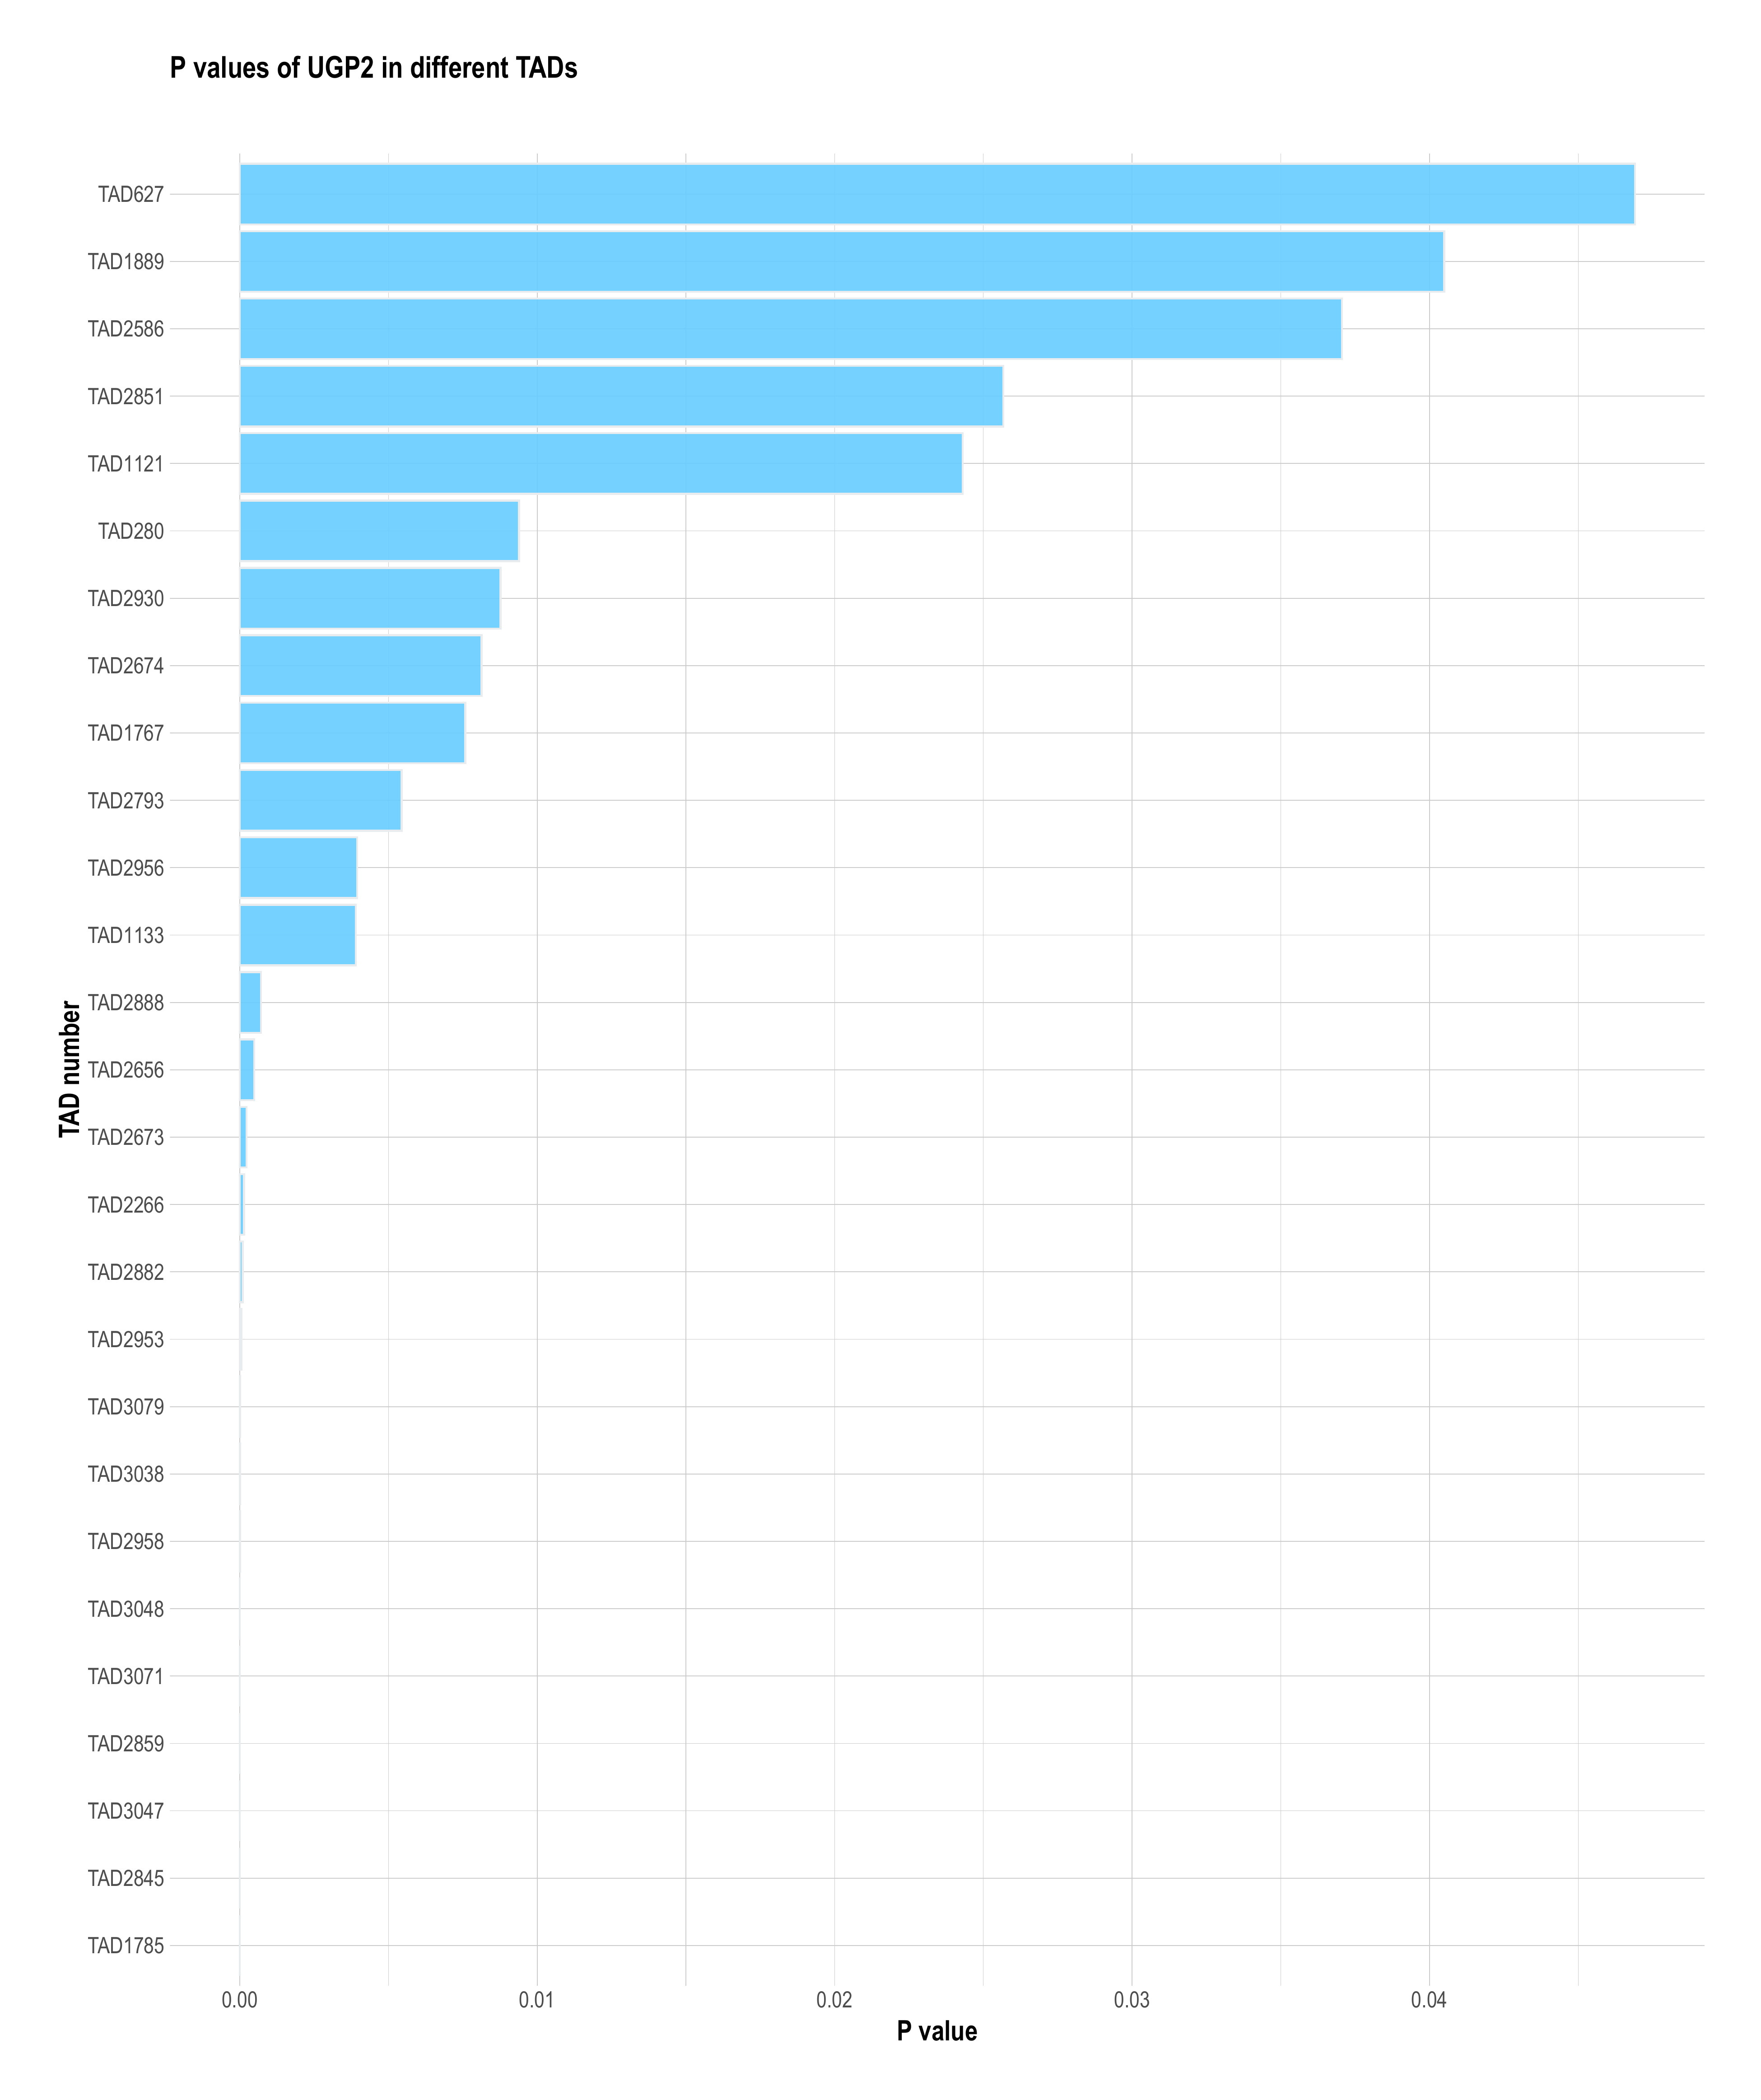 P values of UGP2 in different TADs
TAD627
TAD1889
TAD2586
TAD2851
TAD1121
TAD280
TAD2930
TAD2674
TAD1767
TAD2793
TAD2956
TAD1133
TAD2888
TAD2656
TAD2673
TAD2266
TAD2882
TAD2953
TAD3079
TAD3038
TAD2958
TAD3048
TAD3071
TAD2859
TAD3047
TAD2845
TAD1785
TAD number
0.00 0.01 0.02 0.03 0.04
P value